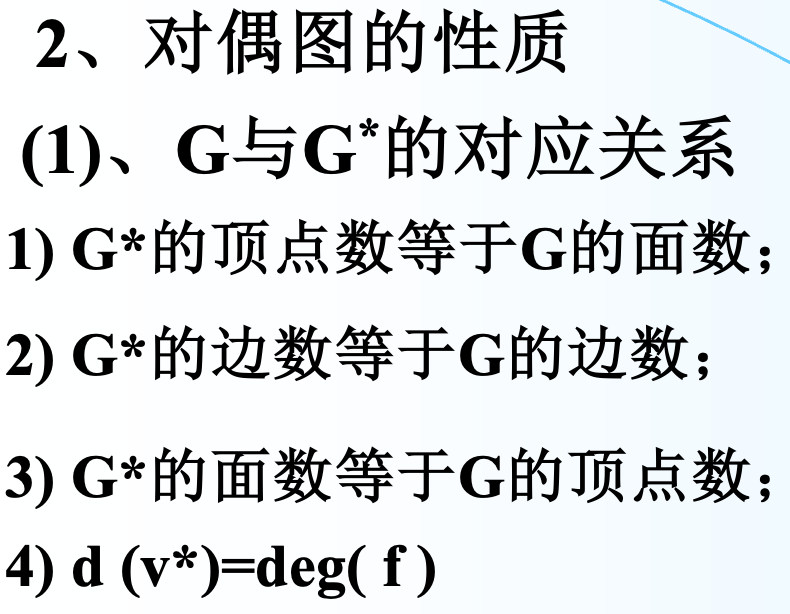 2、对偶图的性质
(1)、G与G*的对应关系
1) G*的顶点数等于G的面数；
2) G*的边数等于G的边数；
3) G*的面数等于G的顶点数；
4) d (v*)=deg( f )